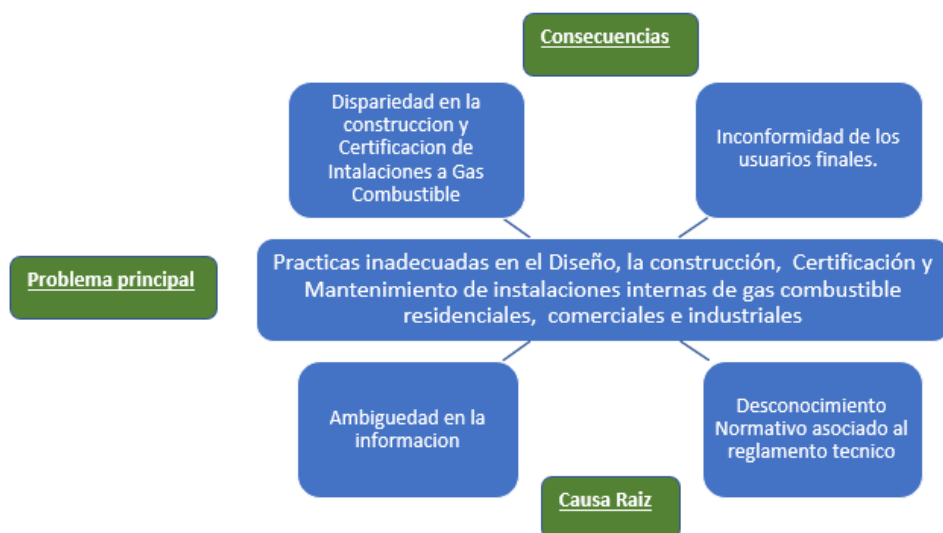 Consecuencias
Dispariedad en la
construccion y
Certificacion de
Intalaciones a Gas
Combustible
Inconformidad de los
usuarios finales.
Problema principal
Practicas inadecuadas en el Diseño, la construcción, Certificación y
Mantenimiento de instalaciones internas de gas combustible
residenciales, comerciales e industriales
Ambiguedad en la
informacion
Desconocimiento
Normativo asociado al
reglamento tecnico
Causa Raiz